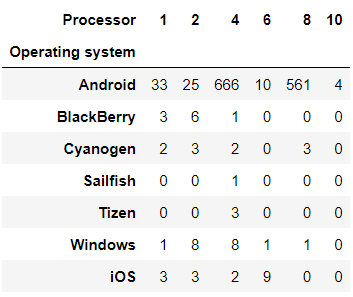 Processor 1 2 4 6 8 10
Operating system
Android 33 25 666 10 561 4
BlackBerry 3 6 1 0 0 0
Cyanogen 2 3 2 0 3 0
Sailfish 0 0 1 0 0 0
Tizen 0 0 3 0 0 0
Windows 1 8 8 1 1 0
iOS 3 3 2 9 0 0